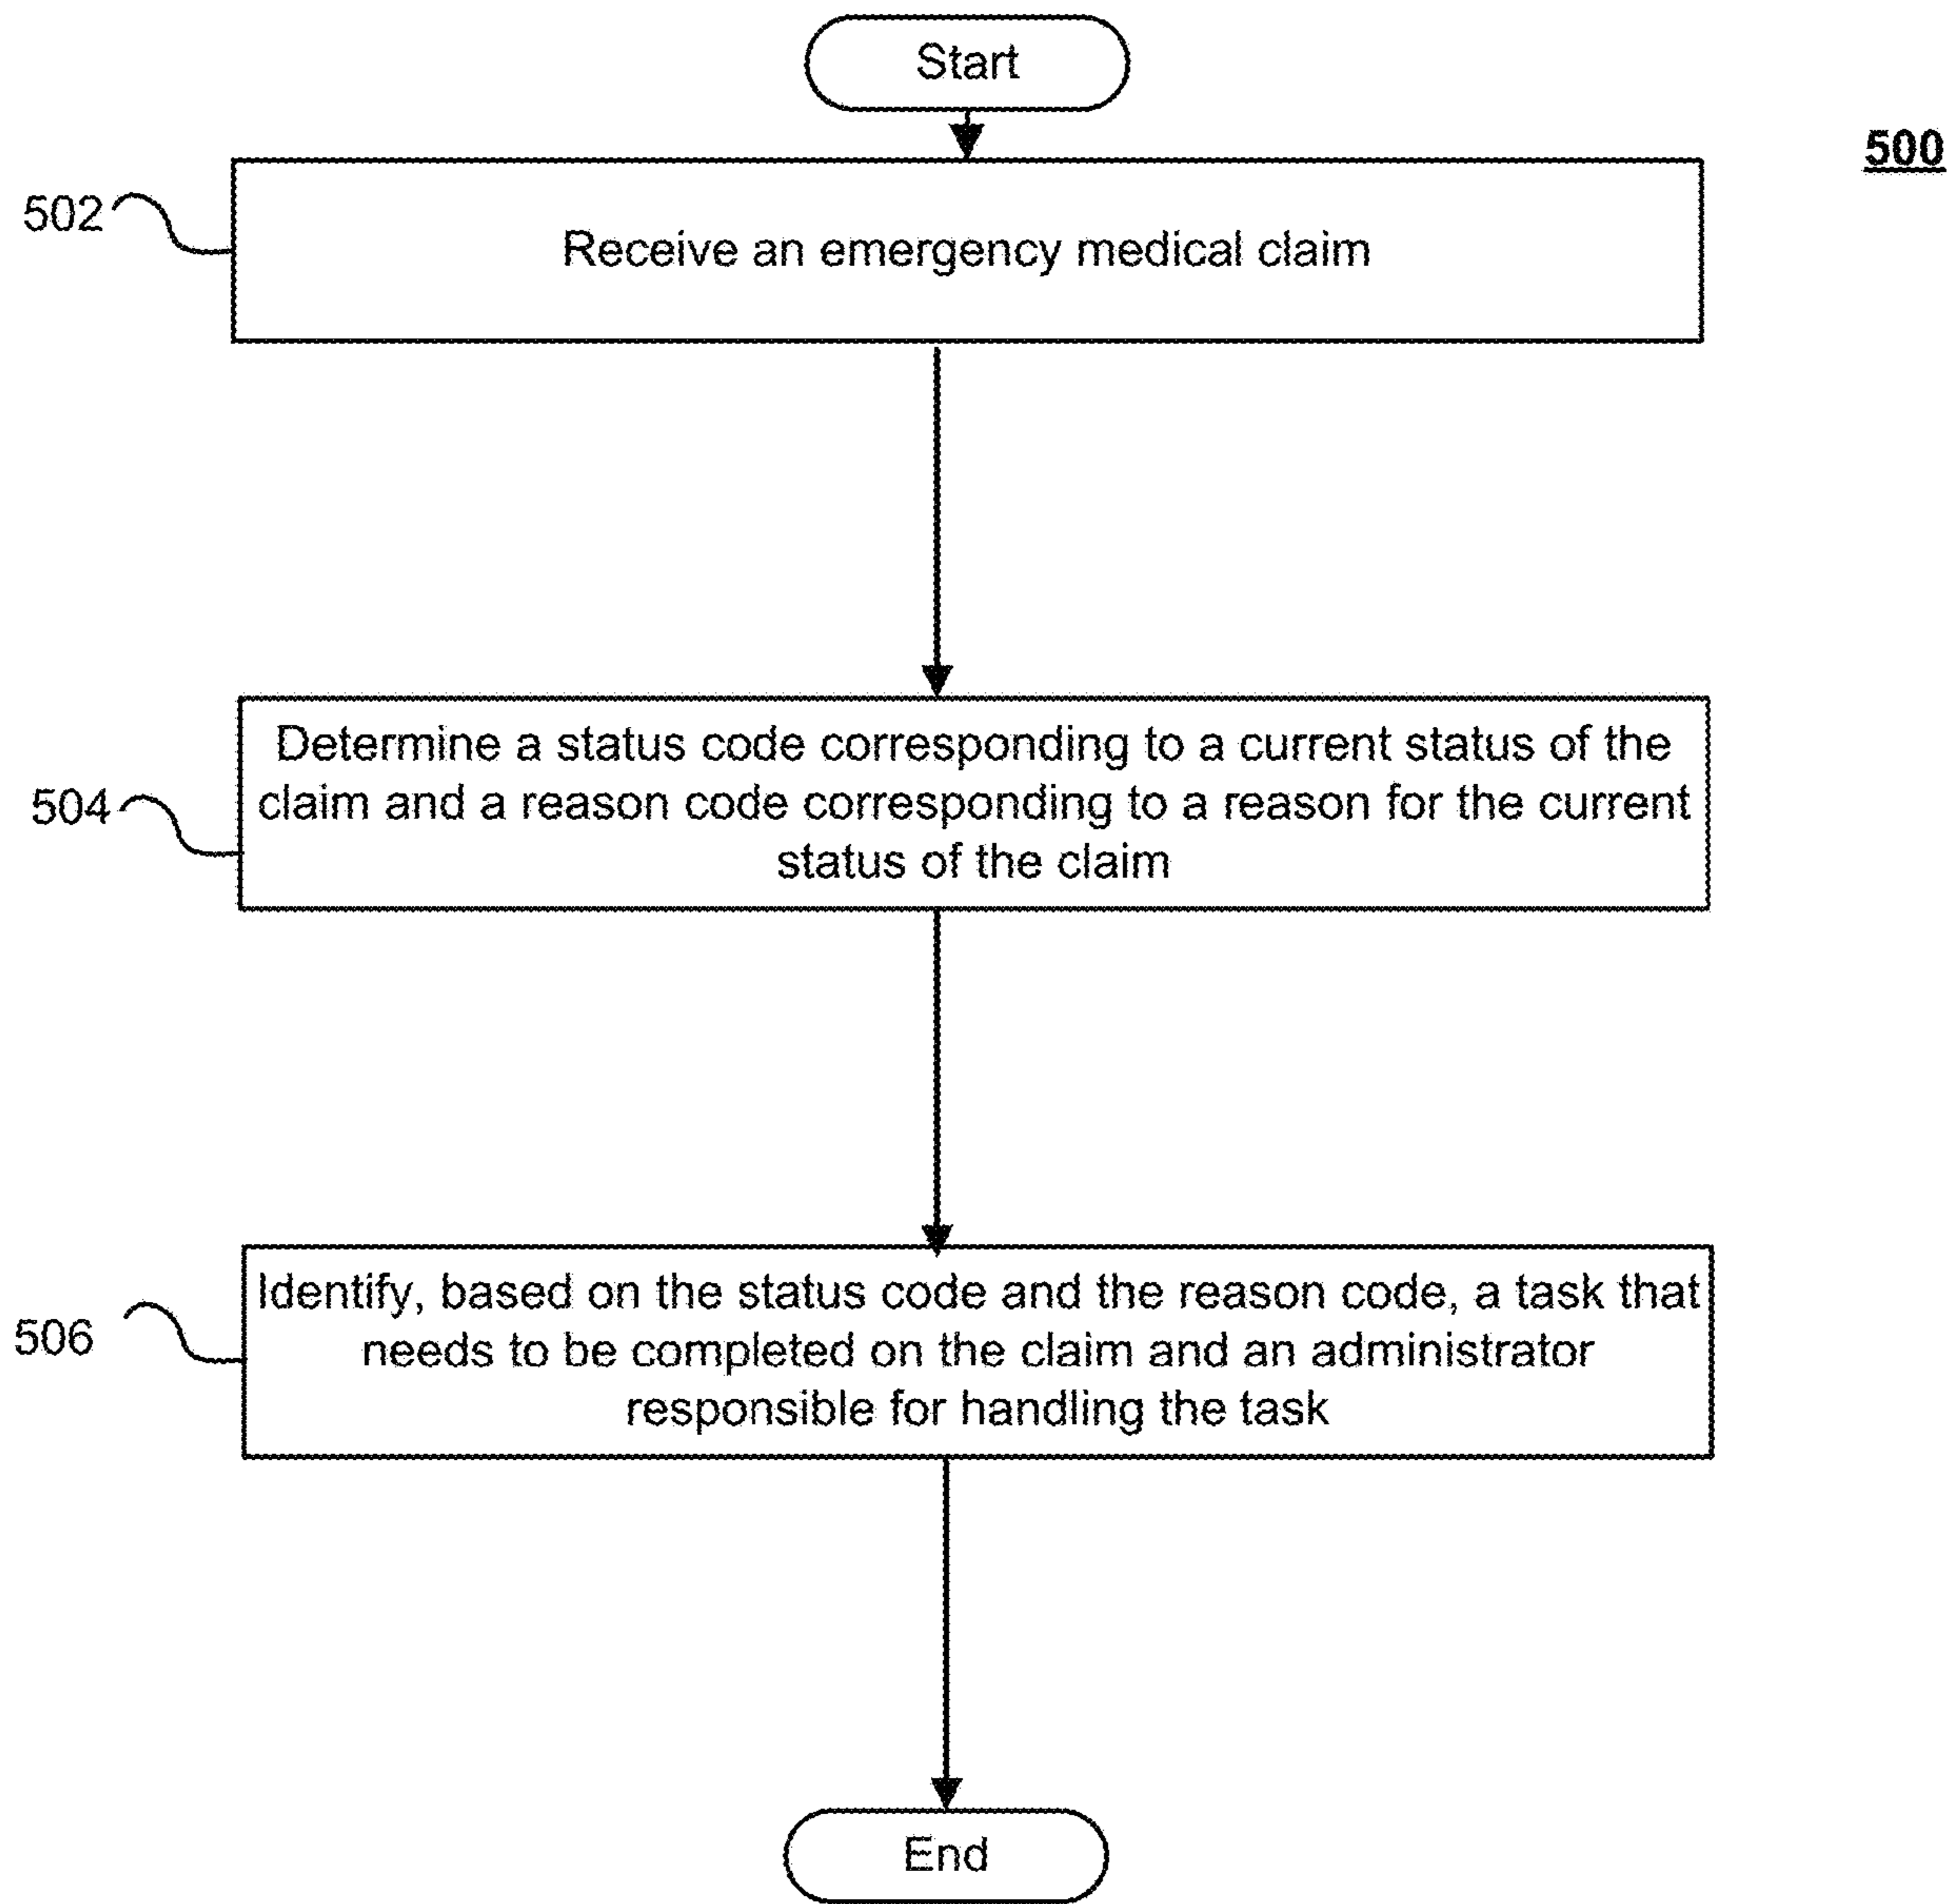 Start
500
502
Receive an emergency medical claim
Determine a status code corresponding to a current status of the
504
claim and a reason code corresponding to a reason for the current
status of the claim
Identify, based on the status code and the reason code, a task that
506
needs to be completed on the claim and an administrator
responsible for handling the task
End